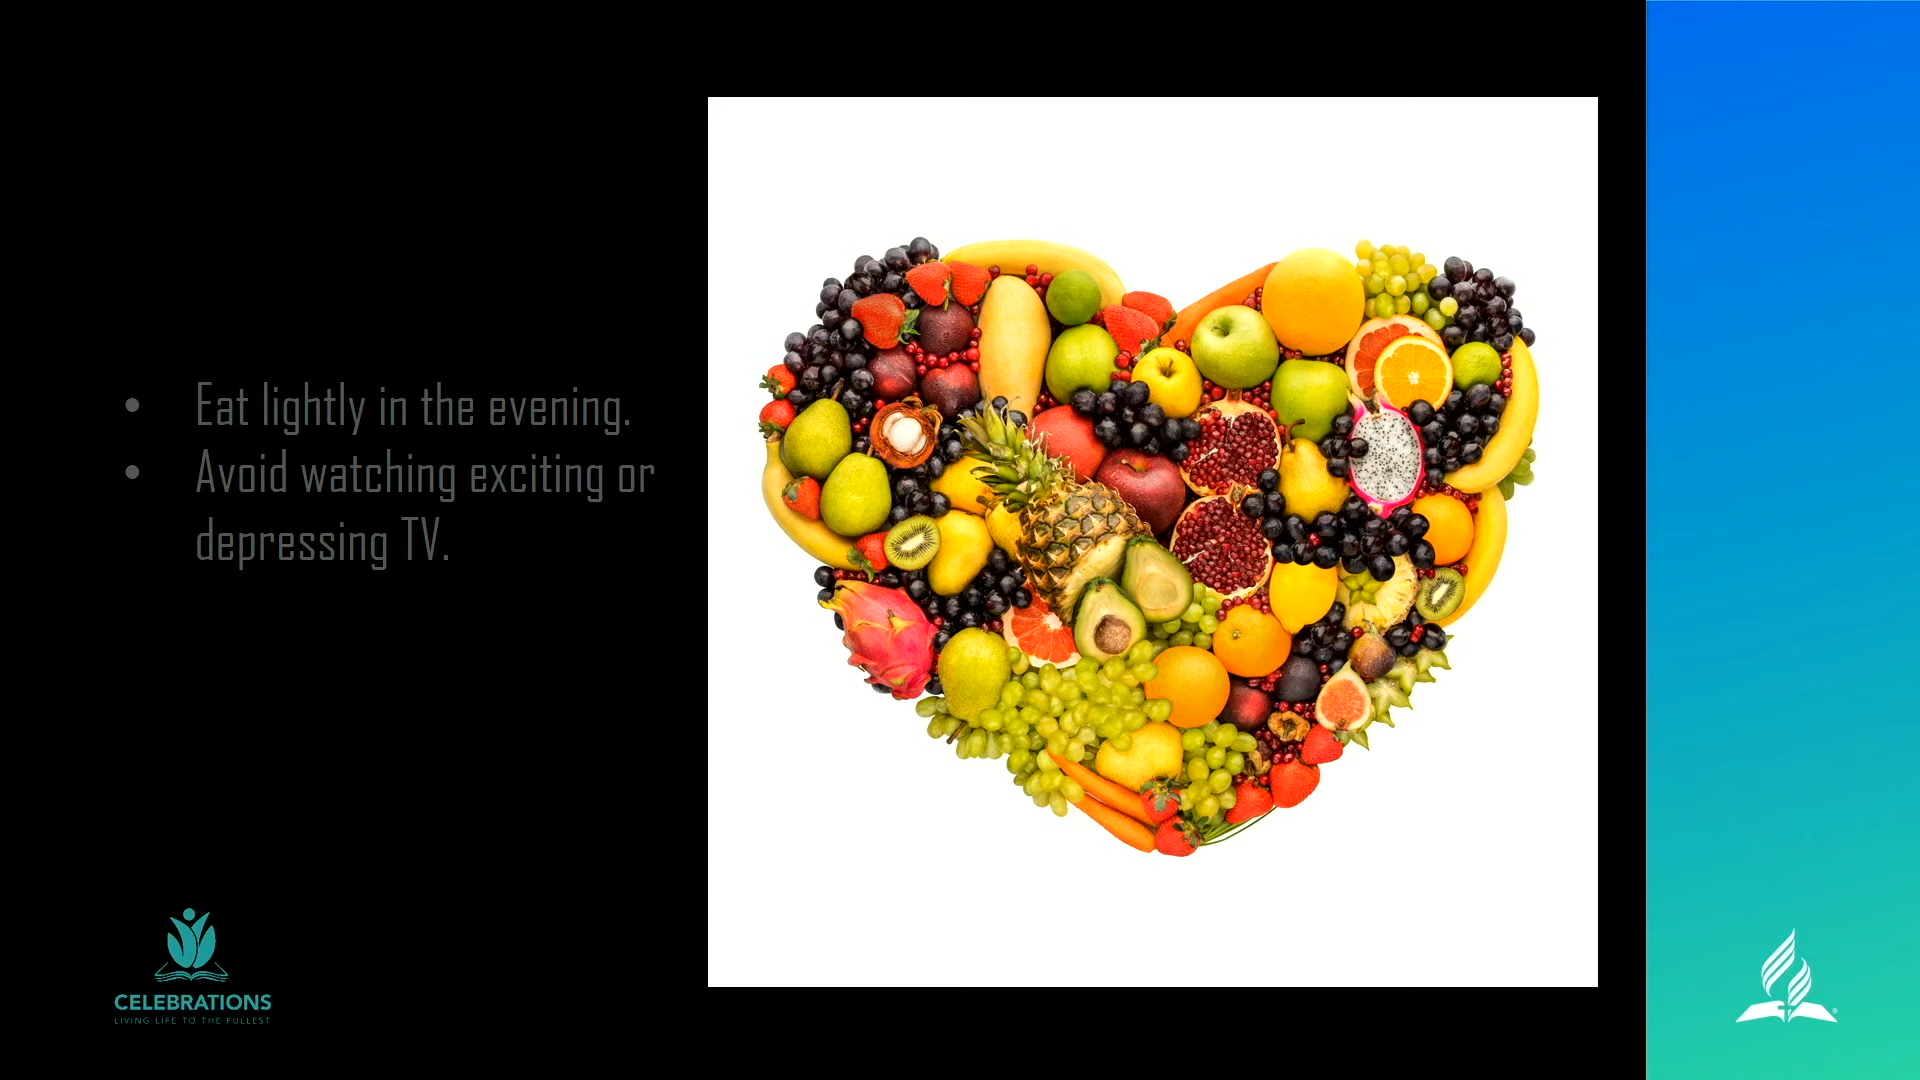 • Eat lightly in the evening.
• Avoid watching exciting or
depressing TV.
CELEBRATIONS
LIVING LIFE TO THE FULLEST